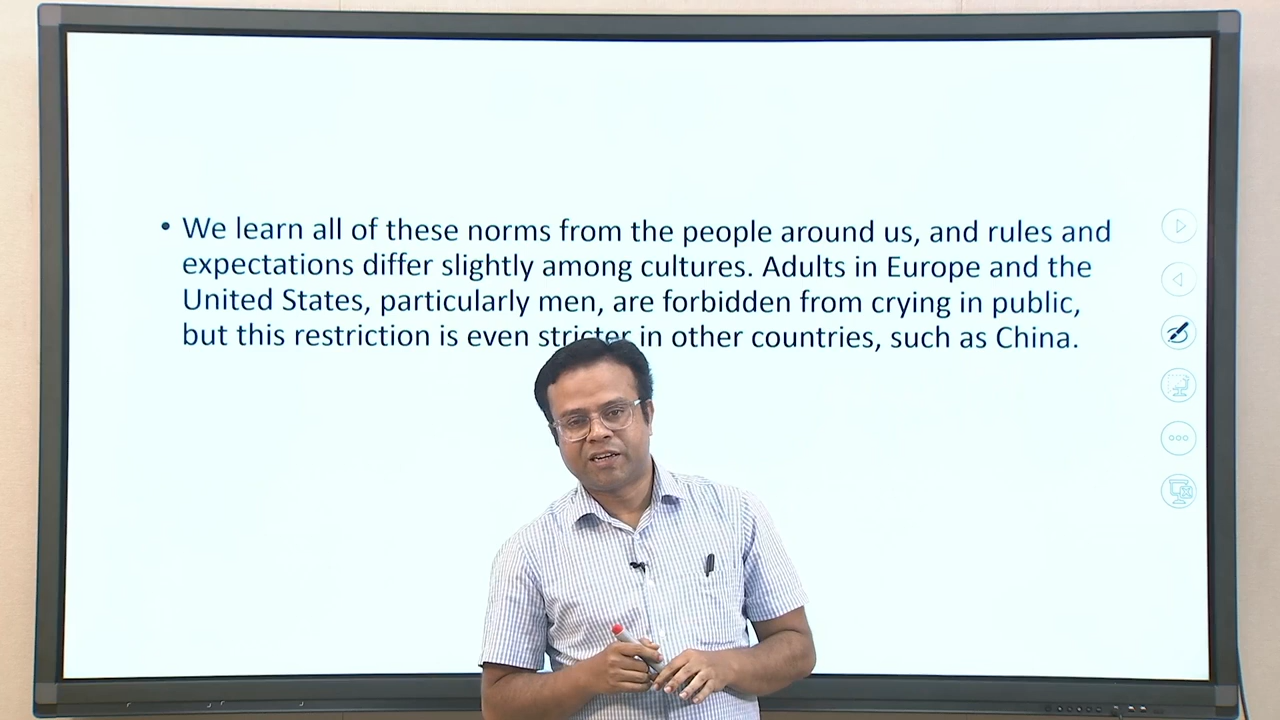 • We learn all of these norms from the people around us, and rules and
expectations differ slightly among cultures. Adults in Europe and the
United States, particularly men, are forbidden from crying in public,
but this restriction is even stricter in other countries, such as China.